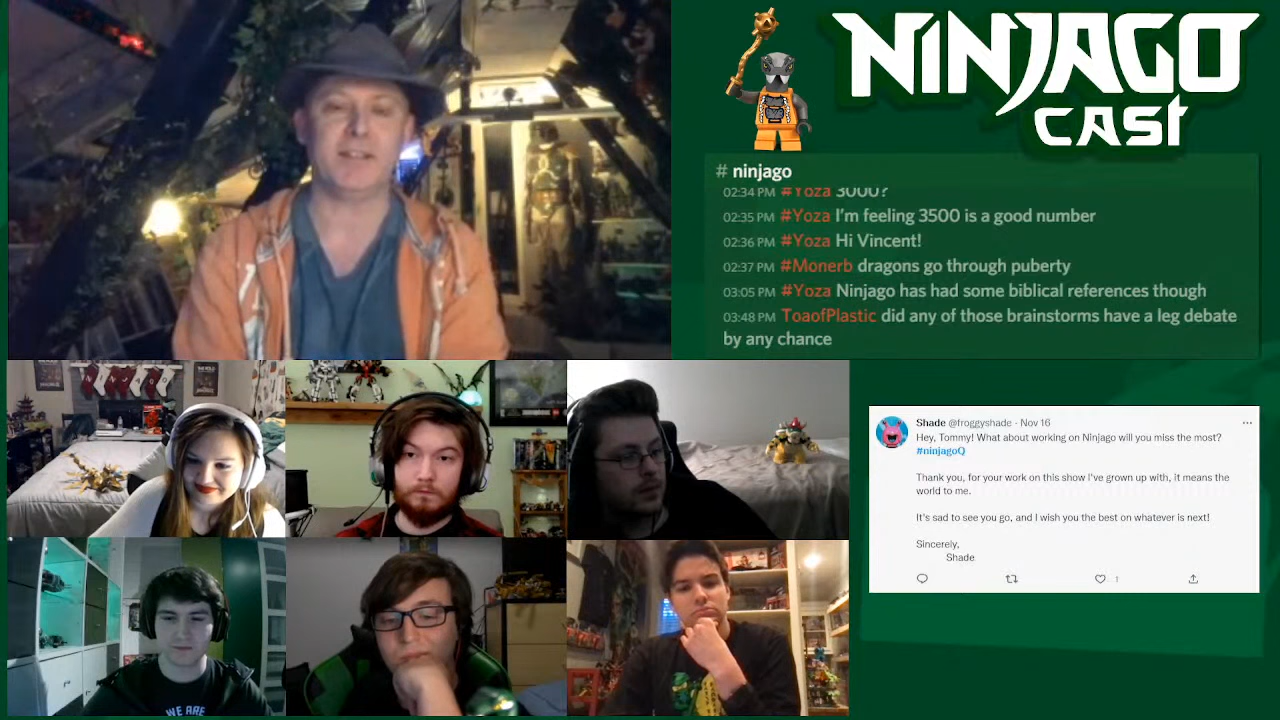 NINJAGO
CAST
# ninjago
02:34 PM #Yoza 3000?
02:35 PM #Yoza I'm feeling 3500 is a good number
02:36 PM #Yoza Hi Vincent!
02:37 PM #Monerb dragons go through puberty
03:05 PM #Yoza Ninjago has had some biblical references though
03:48 PM ToaofPlastic did any of those brainstorms have a leg debate
by any chance
Shade @froggyshade · Nov 16
Hey, Tommy! What about working on Ninjago will you miss the most?
#ninjagoQ
Thank you, for your work on this show I've grown up with, it means the
world to me.
It's sad to see you go, and I wish you the best on whatever is next!
Sincerely,
Shade
1
WE ARE